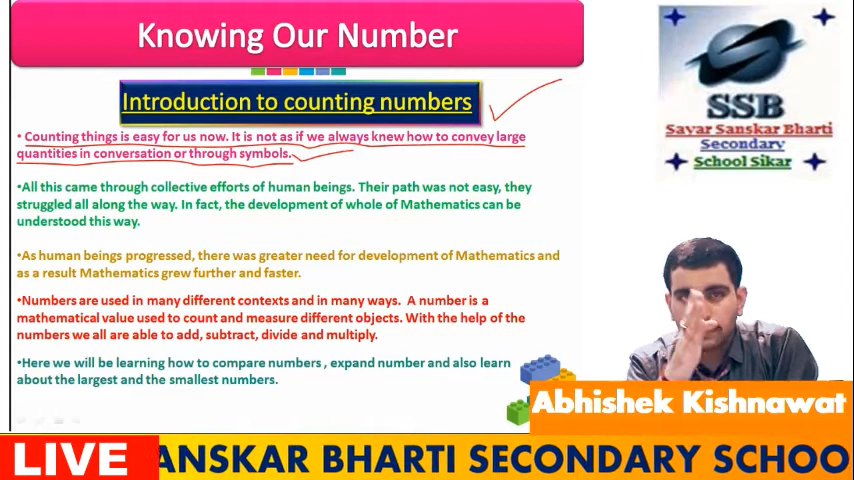 Knowing Our Number
Introduction to counting numbers
• Counting things is easy for us now. It is not as if we always knew how to convey large
quantities in conversation or through symbols.
• All this came through collective efforts of human beings. Their path was not easy, they
struggled all along the way. In fact, the development of whole of Mathematics can be
understood this way.
• As human beings progressed, there was greater need for development of Mathematics and
as a result Mathematics grew further and faster.
• Numbers are used in many different contexts and in many ways. A number is a
mathematical value used to count and measure different objects. With the help of the
numbers we all are able to add, subtract, divide and multiply.
• Here we will be learning how to compare numbers , expand number and also learn
about the largest and the smallest numbers.
SSB
Savar Sanskar Bharti
Secondary
School Sikar
Abhishek Kishnawat
LIVE
ANSKAR BHARTI SECONDARY SCHOO